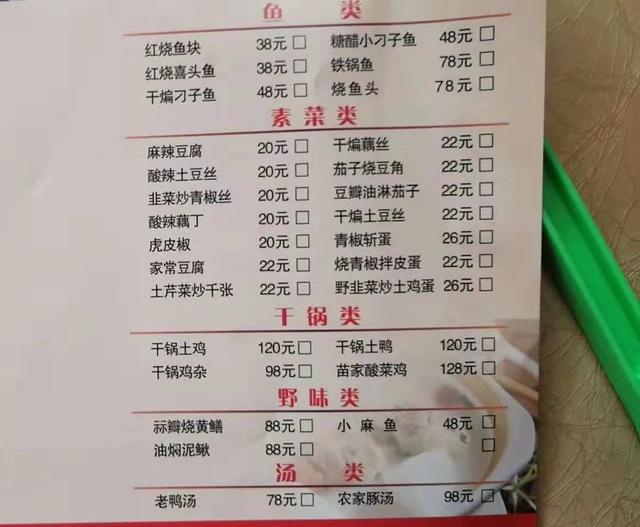 鱼 类
红烧鱼块 38元 □ 糖醋小刁子鱼 48元 □
红烧喜头鱼 38元 □ 铁锅鱼 78元 □
干煸刁子鱼 48元 □ 烧鱼头 78元 □
素菜类
麻辣豆腐 20元 □ 干煸藕丝 22元 □
酸辣土豆丝 20元 □ 茄子烧豆角 22元 □
韭菜炒青椒丝 20元 □ 豆瓣油淋茄子 22元 □
酸辣藕丁 20元 □ 干煸土豆丝 22元 □
虎皮椒 20元 □ 青椒斩蛋 26元 □
家常豆腐 22元 □ 烧青椒拌皮蛋 22元 □
土芹菜炒千张 22元 □ 野韭菜炒土鸡蛋 26元 □
干锅类
干锅土鸡 120元 □ 干锅土鸭 120元 □
干锅鸡杂 98元 □ 苗家酸菜鸡 128元 □
野味类
蒜瓣烧黄鳝 88元 □ 小麻鱼 48元 □
油焖泥鳅 88元 □ □
汤 类
老鸭汤 78元 □ 农家豚汤 98元 □